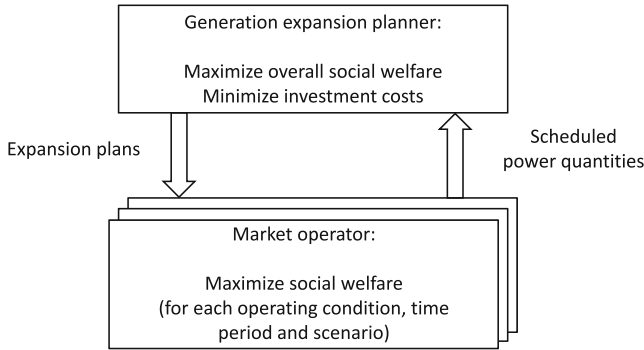 Generation expansion planner:
Maximize overall social welfare
Minimize investment costs
Expansion plans
Scheduled
power quantities
Market operator:
Maximize social welfare
(for each operating condition, time
period and scenario)